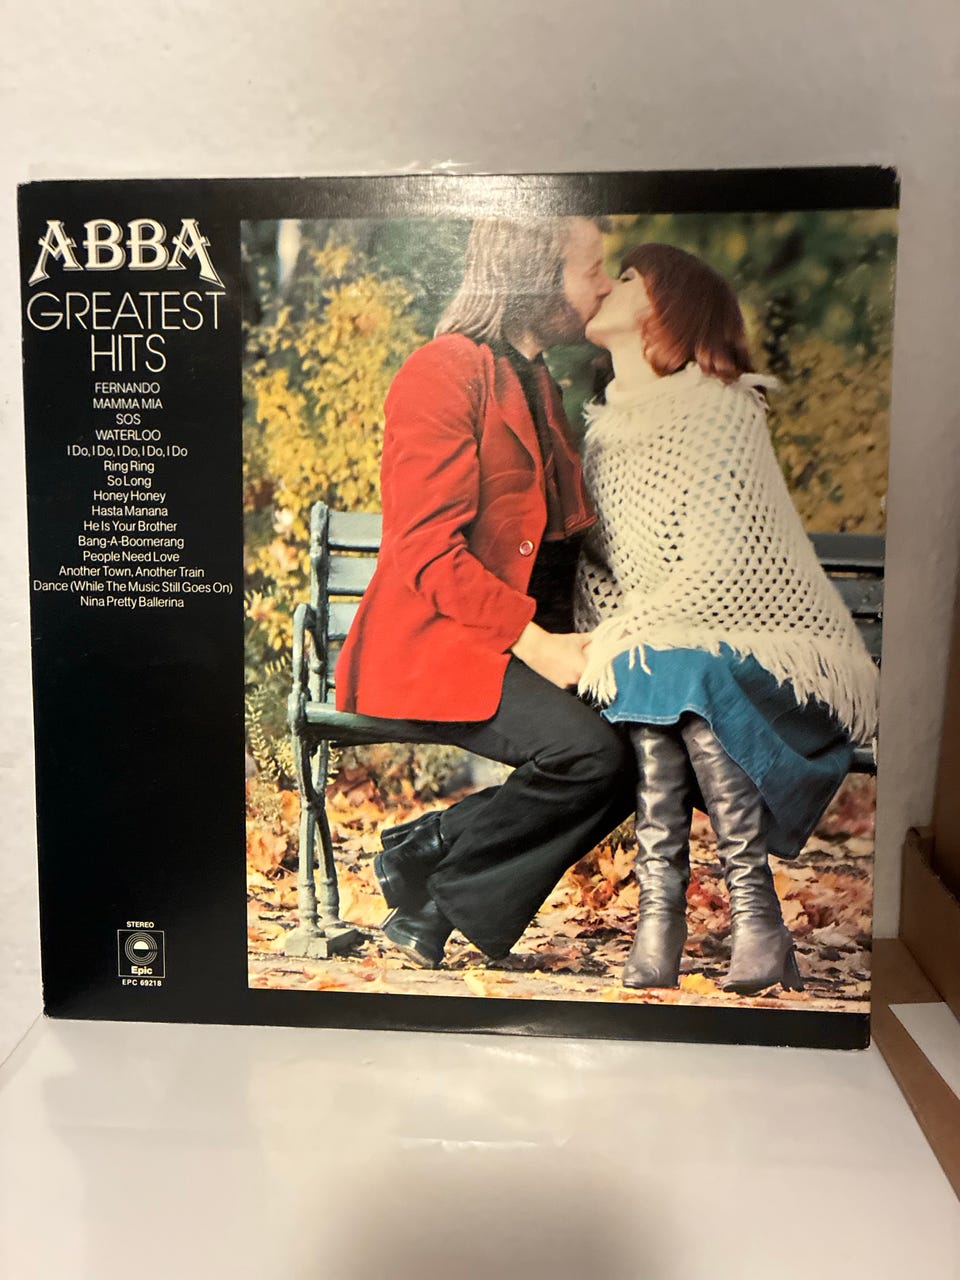 ABBA
GREATEST
HITS
FERNANDO
MAMMA MIA
SOS
WATERLOO
I Do, I Do, I Do, I Do, I Do
Ring Ring
So Long
Honey Honey
Hasta Manana
He Is Your Brother
Bang-A-Boomerang
People Need Love
Another Town, Another Train
Dance (While The Music Still Goes On)
Nina Pretty Ballerina
STEREO
Epic
EPC 69218